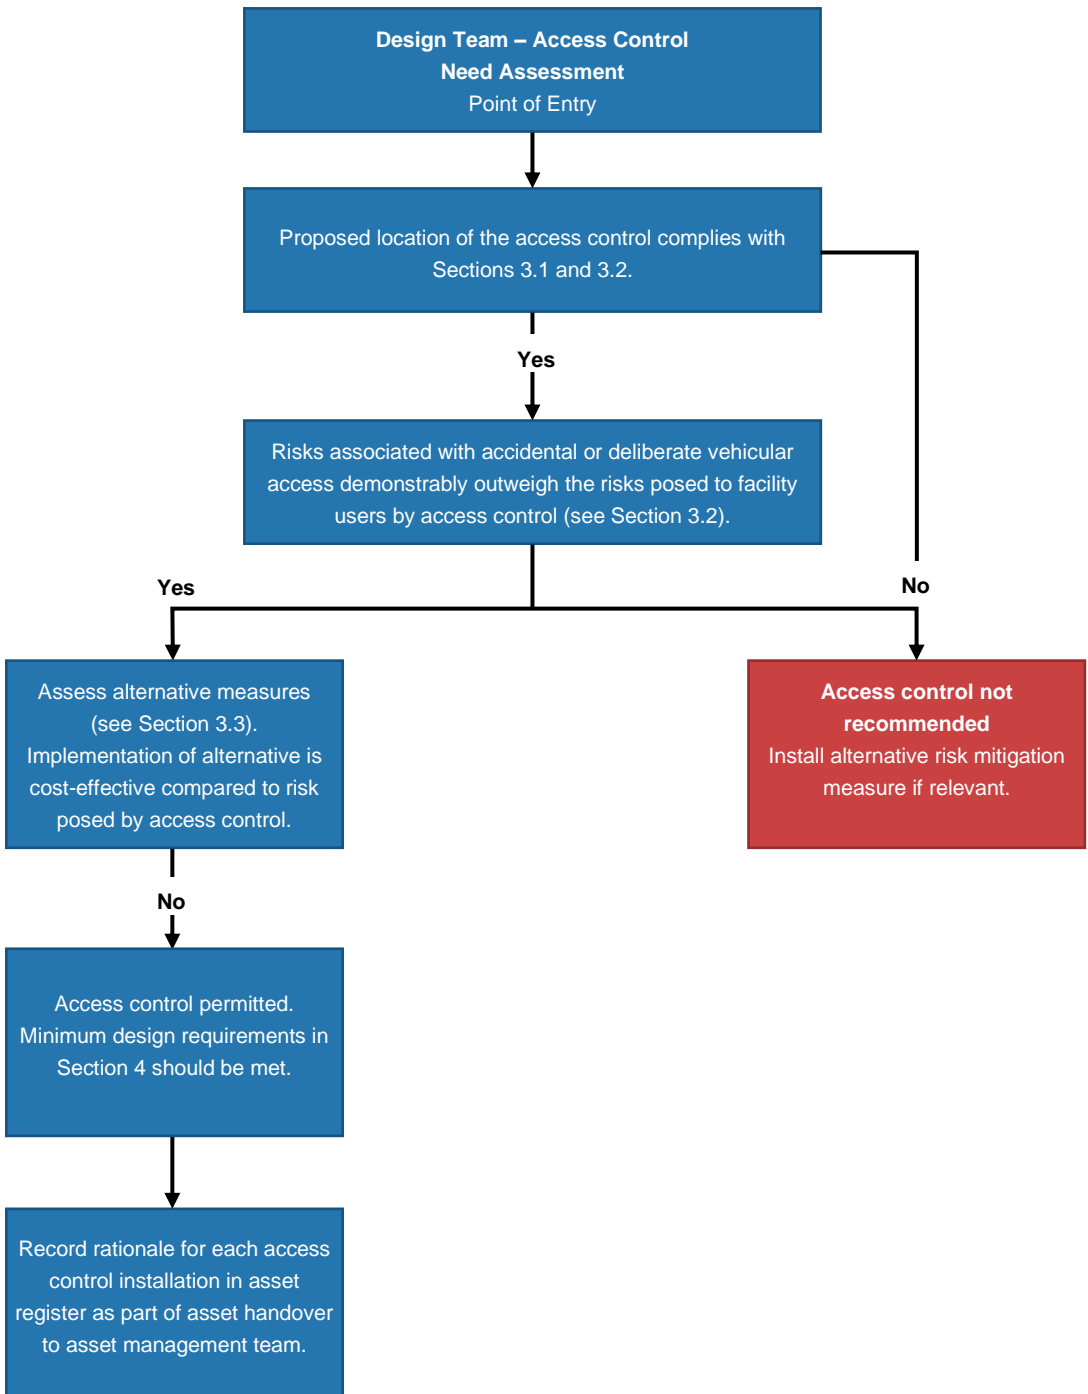 Design Team – Access Control
Need Assessment
Point of Entry
Proposed location of the access control complies with
Sections 3.1 and 3.2.
Yes
Risks associated with accidental or deliberate vehicular
access demonstrably outweigh the risks posed to facility
users by access control (see Section 3.2).
Yes
No
Assess alternative measures
(see Section 3.3).
Implementation of alternative is
cost-effective compared to risk
posed by access control.
Access control not
recommended
Install alternative risk mitigation
measure if relevant.
No
Access control permitted.
Minimum design requirements in
Section 4 should be met.
Record rationale for each access
control installation in asset
register as part of asset handover
to asset management team.